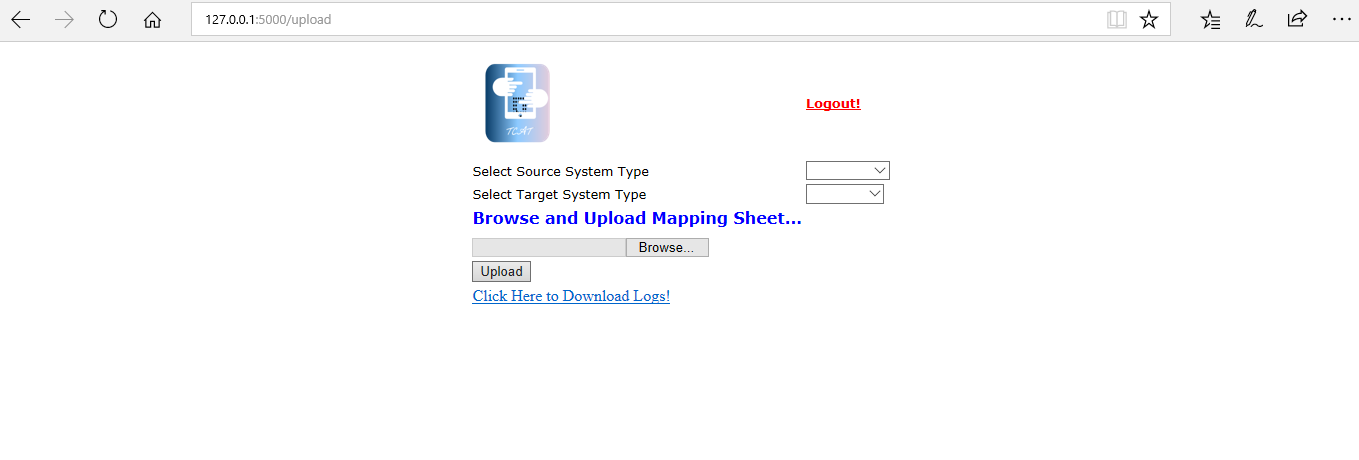 127.0.0.1:5000/upload
TCAT
Logout!
Select Source System Type
Select Target System Type
Browse and Upload Mapping Sheet...
Browse...
Upload
Click Here to Download Logs!